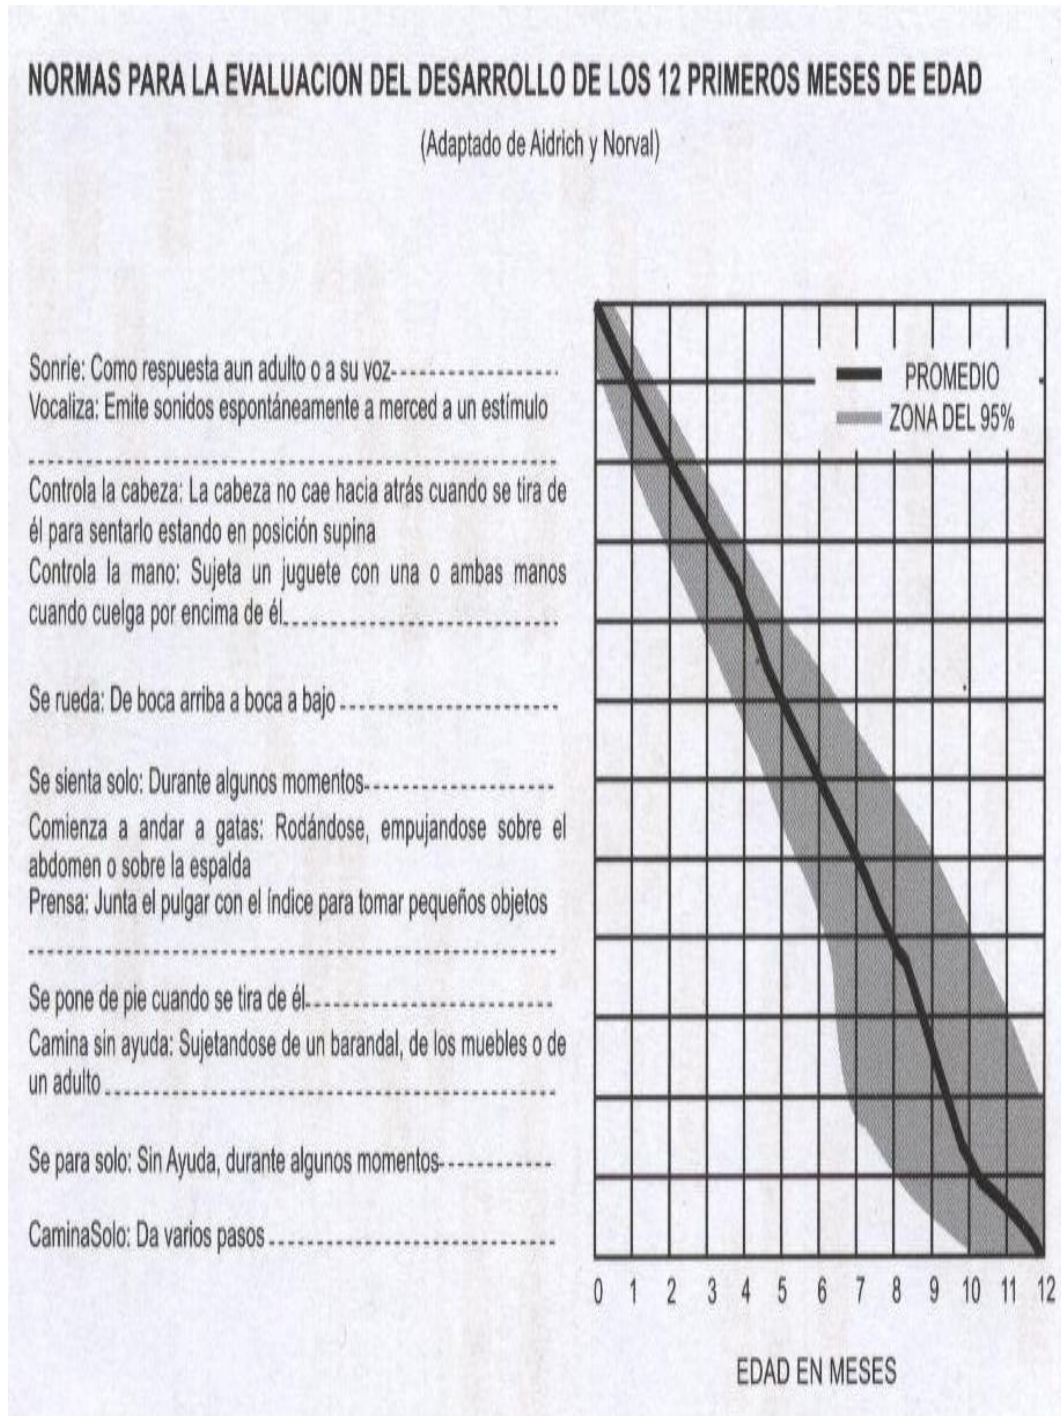 NORMAS PARA LA EVALUACION DEL DESARROLLO DE LOS 12 PRIMEROS MESES DE EDAD
(Adaptado de Aidrich y Norval)
Sonríe: Como respuesta aun adulto o a su voz
Vocaliza: Emite sonidos espontáneamente a merced a un estímulo
Controla la cabeza: La cabeza no cae hacia atrás cuando se tira de
él para sentarlo estando en posición supina
Controla la mano: Sujeta un juguete con una o ambas manos
cuando cuelga por encima de él
Se rueda: De boca arriba a boca a bajo
Se sienta solo: Durante algunos momentos
Comienza a andar a gatas: Rodándose, empujandose sobre el
abdomen o sobre la espalda
Prensa: Junta el pulgar con el índice para tomar pequeños objetos
Se pone de pie cuando se tira de él
Camina sin ayuda: Sujetandose de un barandal, de los muebles o de
un adulto
Se para solo: Sin Ayuda, durante algunos momentos
CaminaSolo: Da varios pasos
PROMEDIO
ZONA DEL 95%
0 1 2 3 4 5 6 7 8 9 10 11 12
EDAD EN MESES